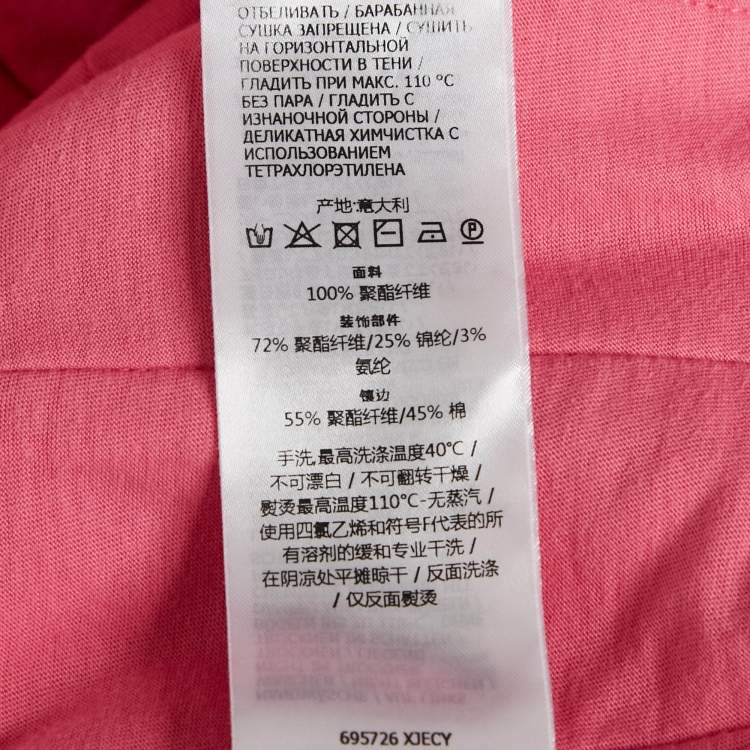 ОТБЕЛИВАТЬ / БАРАБАННАЯ
СУШКА ЗАПРЕЩЕНА / СУШИТЬ
НА ГОРИЗОНТАЛЬНОЙ
ПОВЕРХНОСТИ В ТЕНИ /
ГЛАДИТЬ ПРИ МАКС. 110 °C
БЕЗ ПАРА / ГЛАДИТЬ С
ИЗНАНОЧНОЙ СТОРОНЫ /
ДЕЛИКАТНАЯ ХИМЧИСТКА С
ИСПОЛЬЗОВАНИЕМ
ТЕТРАХЛОРЭТИЛЕНА
产地:意大利
P
面料
100% 聚酯纤维
装饰部件
72% 聚酯纤维/25% 锦纶/3%
氨纶
镶边
55% 聚酯纤维/45% 棉
手洗,最高洗涤温度40°C /
不可漂白 / 不可翻转干燥 /
熨烫最高温度110°C-无蒸汽 /
使用四氯乙烯和符号F代表的所
有溶剂的缓和专业干洗 /
在阴凉处平摊晾干 / 反面洗涤
/ 仅反面熨烫
695726 XJECY